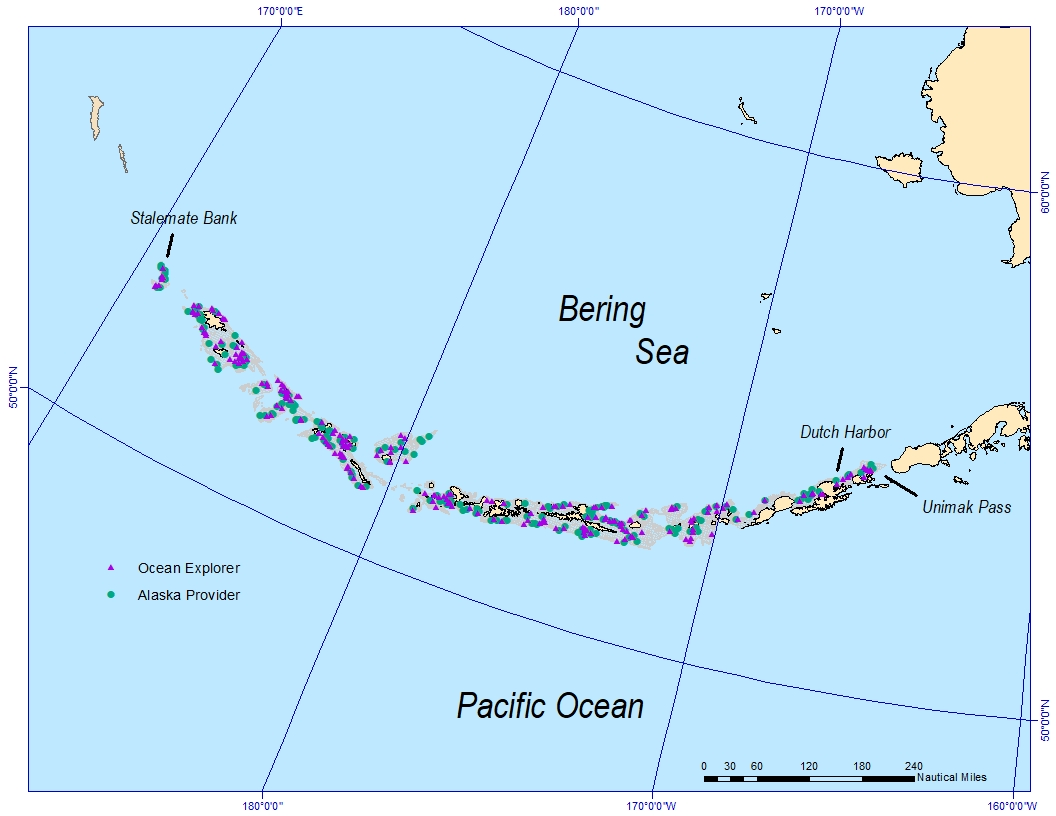 170°0'0"E
180°0'0"
170°0'0"W
60°0'0"N
Stalemate Bank
Bering
Sea
50°0'0"N
Dutch Harbor
Unimak Pass
Ocean Explorer
Alaska Provider
Pacific Ocean
50°0'0"N
0 30 60 120 180 240
Nautical Miles
180°0'0"
170°0'0"W
160°0'0"W